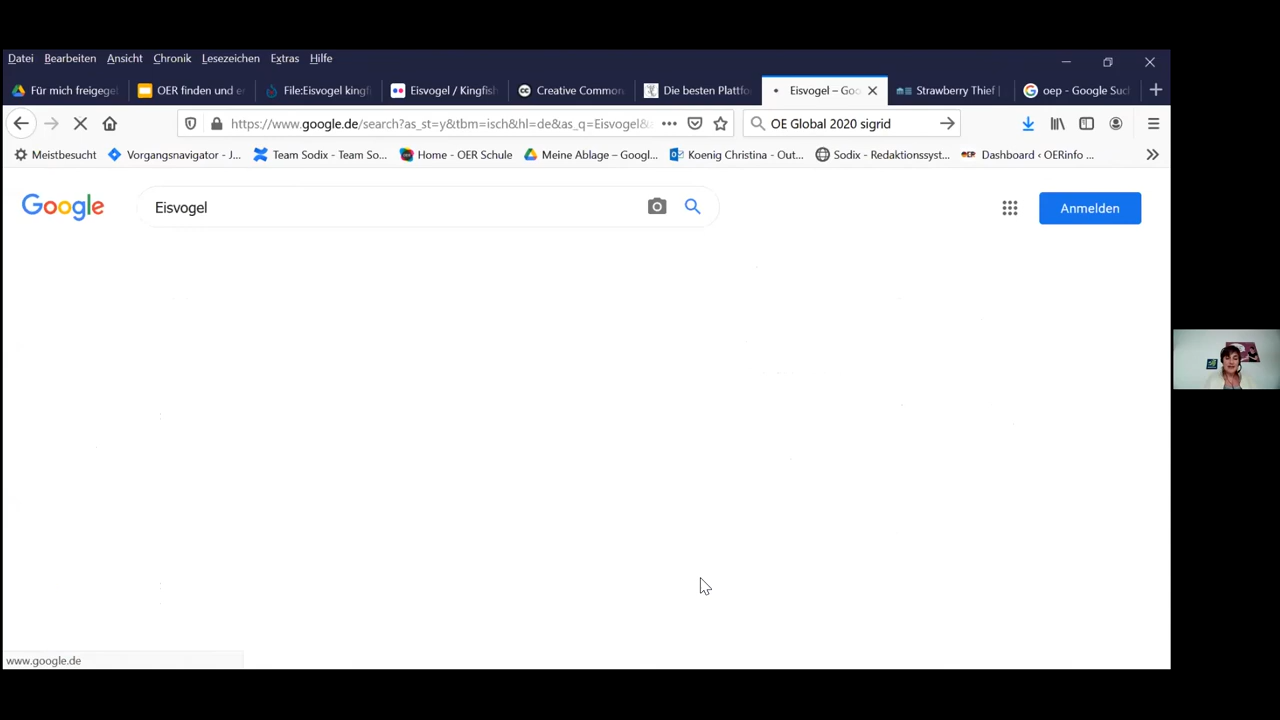 Datei Bearbeiten Ansicht Chronik Lesezeichen Extras Hilfe
Für mich freigege OER finden und er File:Eisvogel kingfi Eisvogel / Kingfish Creative Common Die besten Plattfo Eisvogel – Goo Strawberry Thief | oep - Google Suc
https://www.google.de/search?as_st=y&tbm=isch&hl=de&as_q=Eisvogel& OE Global 2020 sigrid
Meistbesucht Vorgangsnavigator - J... Team Sodix - Team So... Home - OER Schule Meine Ablage – Googl... Koenig Christina - Out... Sodix - Redaktionssyst... Dashboard ‹ OERinfo ...
Google Eisvogel Anmelden
www.google.de